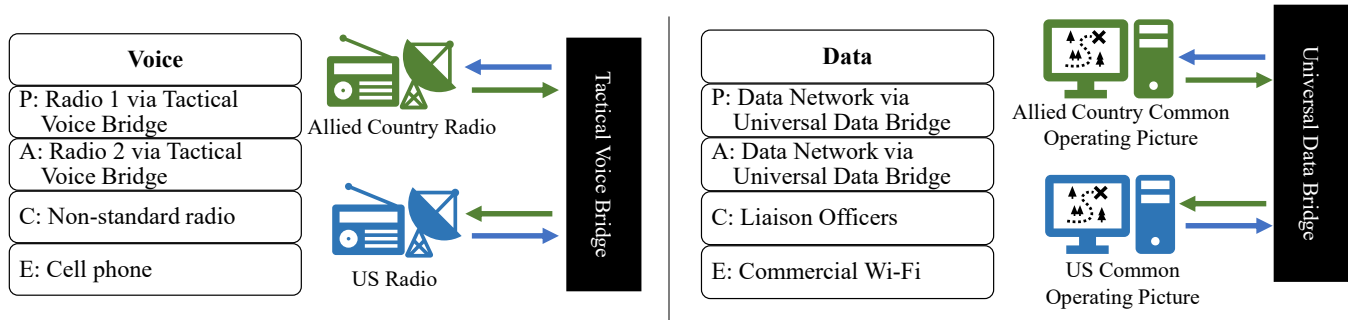 Voice
P: Radio 1 via Tactical
Voice Bridge
A: Radio 2 via Tactical
Voice Bridge
C: Non-standard radio
E: Cell phone
Allied Country Radio
US Radio
Tactical Voice Bridge
Data
P: Data Network via
Universal Data Bridge
A: Data Network via
Universal Data Bridge
C: Liaison Officers
E: Commercial Wi-Fi
Allied Country Common
Operating Picture
US Common
Operating Picture
Universal Data Bridge